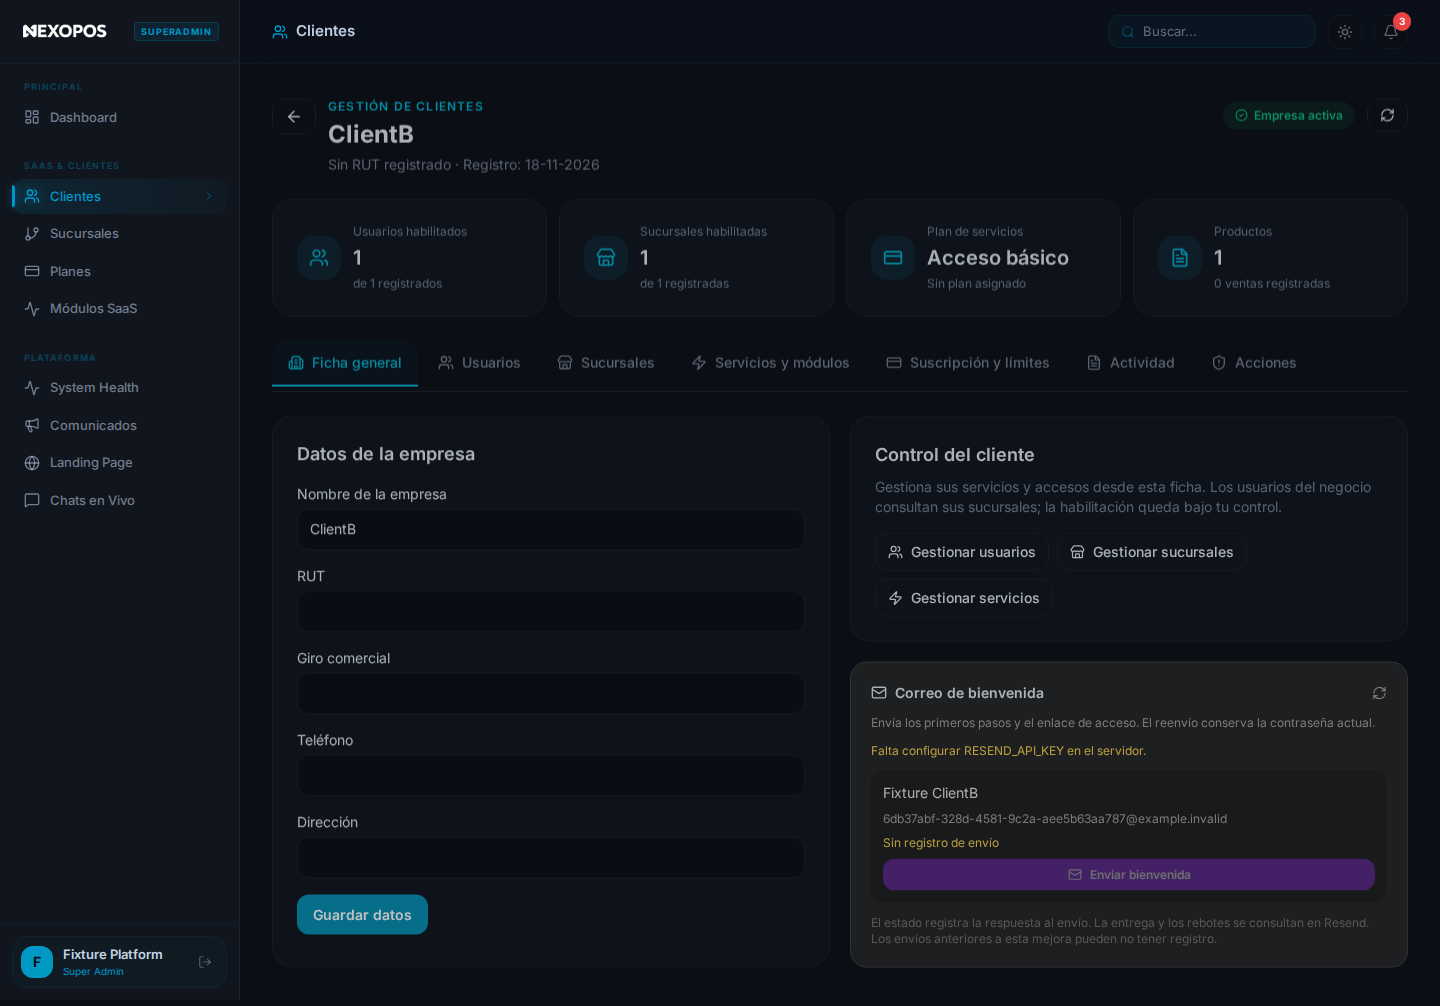 NEXOPOS
SUPERADMIN
PRINCIPAL
Dashboard
SAAS & CLIENTES
Clientes
Sucursales
Planes
Módulos SaaS
PLATAFORMA
System Health
Comunicados
Landing Page
Chats en Vivo
F
Fixture Platform
Super Admin
Clientes
Buscar...
3
GESTIÓN DE CLIENTES
ClientB
Sin RUT registrado · Registro: 18-11-2026
Empresa activa
Usuarios habilitados
1
de 1 registrados
Sucursales habilitadas
1
de 1 registradas
Plan de servicios
Acceso básico
Sin plan asignado
Productos
1
0 ventas registradas
Ficha general
Usuarios
Sucursales
Servicios y módulos
Suscripción y límites
Actividad
Acciones
Datos de la empresa
Nombre de la empresa
ClientB
RUT
Giro comercial
Teléfono
Dirección
Guardar datos
Control del cliente
Gestiona sus servicios y accesos desde esta ficha. Los usuarios del negocio
consultan sus sucursales; la habilitación queda bajo tu control.
Gestionar usuarios
Gestionar sucursales
Gestionar servicios
Correo de bienvenida
Envía los primeros pasos y el enlace de acceso. El reenvío conserva la contraseña actual.
Falta configurar RESEND_API_KEY en el servidor.
Fixture ClientB
6db37abf-328d-4581-9c2a-aee5b63aa787@example.invalid
Sin registro de envío
Enviar bienvenida
El estado registra la respuesta al envío. La entrega y los rebotes se consultan en Resend.
Los envíos anteriores a esta mejora pueden no tener registro.